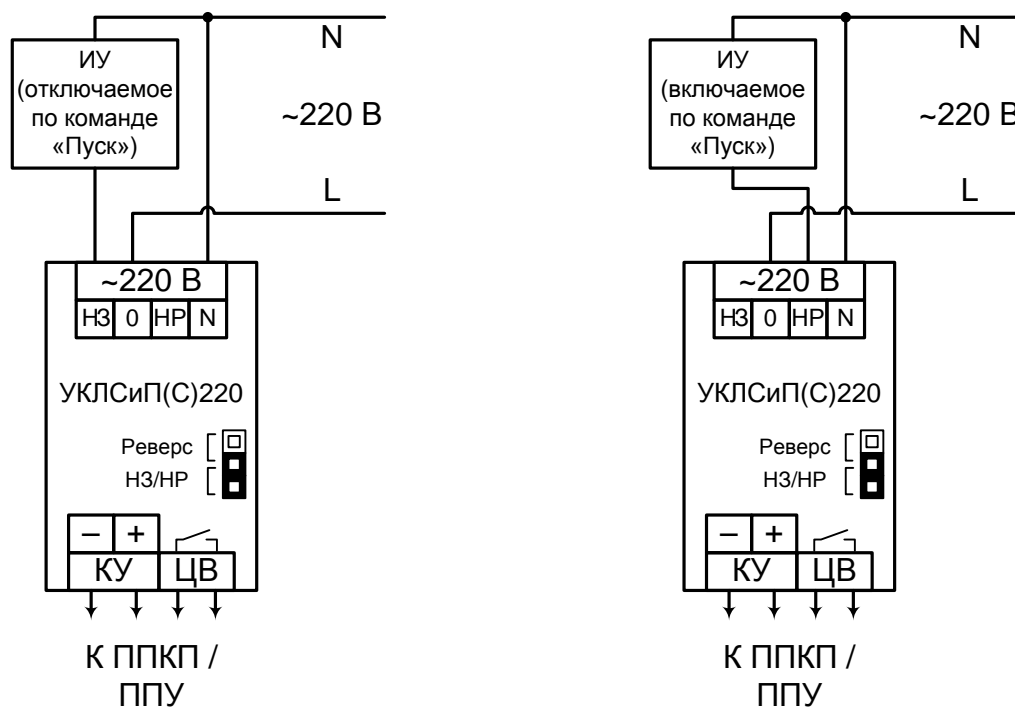 N
ИУ
(отключаемое
по команде
«Пуск»)
~220 В
L
~220 В
НЗ 0 НР N
УКЛСиП(С)220
Реверс
НЗ/НР
– +
КУ ЦВ
К ППКП /
ППУ
N
ИУ
(включаемое
по команде
«Пуск»)
~220 В
L
~220 В
НЗ 0 НР N
УКЛСиП(С)220
Реверс
НЗ/НР
– +
КУ ЦВ
К ППКП /
ППУ